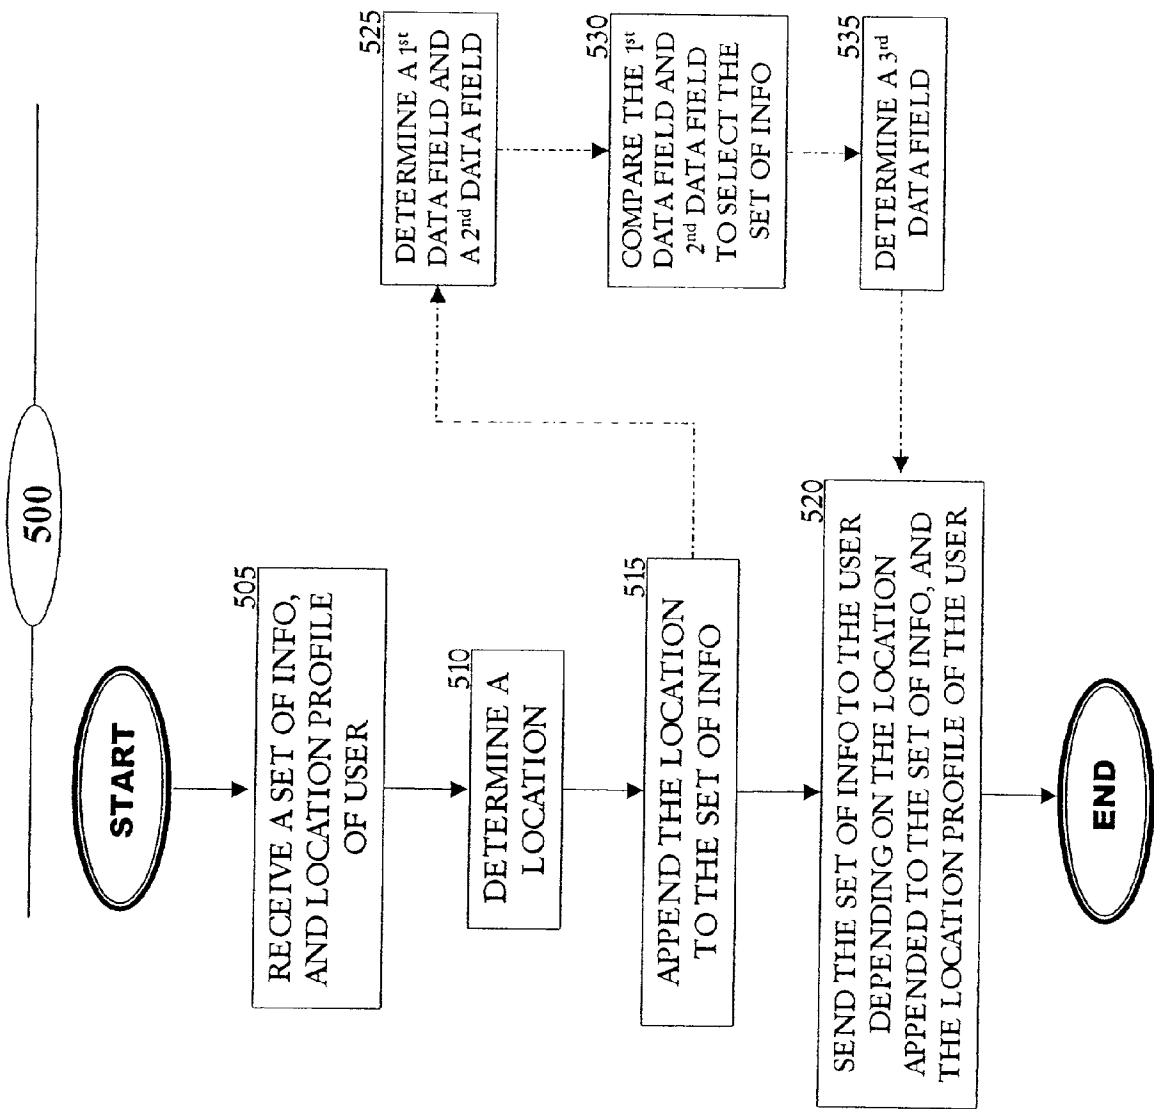 500
START
505
RECEIVE A SET OF INFO,
AND LOCATION PROFILE
OF USER
510
DETERMINE A
LOCATION
515
APPEND THE LOCATION
TO THE SET OF INFO
520
SEND THE SET OF INFO TO THE USER
DEPENDING ON THE LOCATION
APPENDED TO THE SET OF INFO, AND
THE LOCATION PROFILE OF THE USER
END
525
DETERMINE A 1st
DATA FIELD AND
A 2nd DATA FIELD
530
COMPARE THE 1st
DATA FIELD AND
2nd DATA FIELD
TO SELECT THE
SET OF INFO
535
DETERMINE A 3rd
DATA FIELD